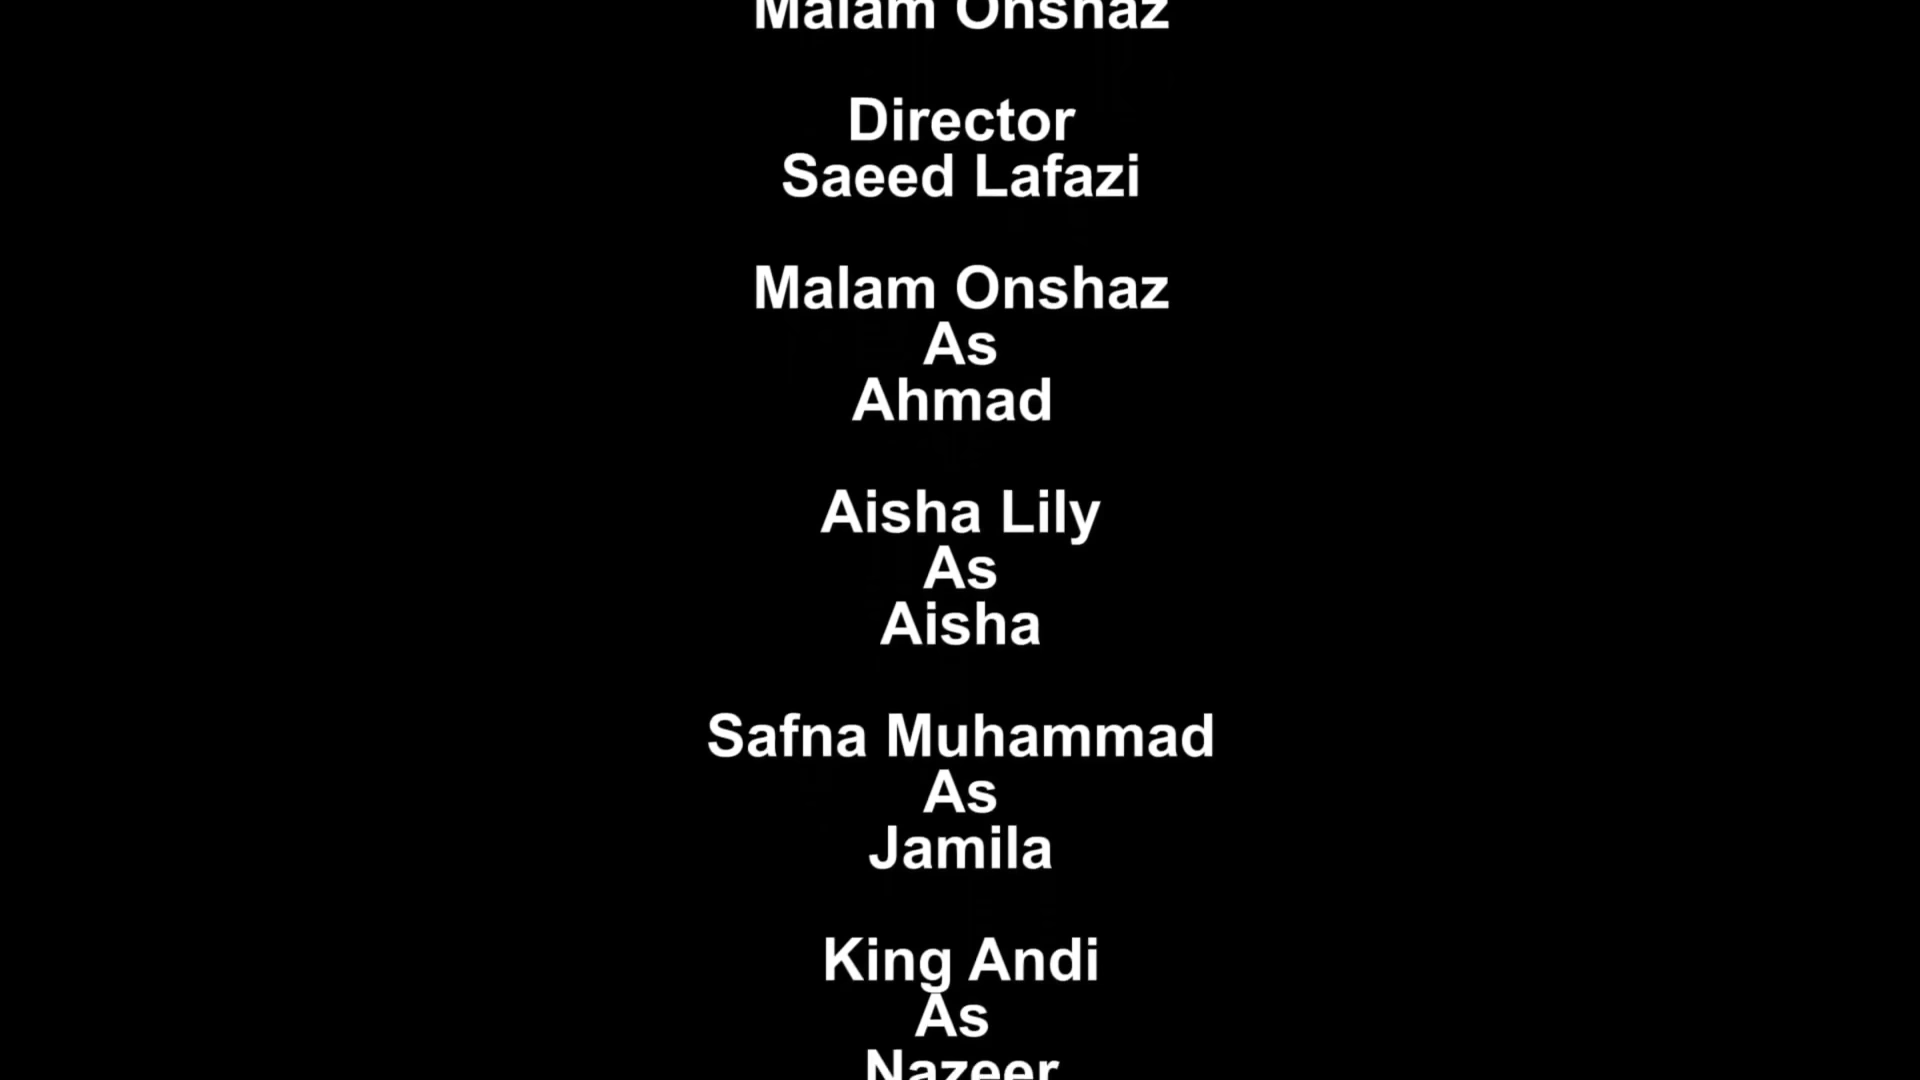 Malam Onshaz
Director
Saeed Lafazi
Malam Onshaz
As
Ahmad
Aisha Lily
As
Aisha
Safna Muhammad
As
Jamila
King Andi
As
Nazeer